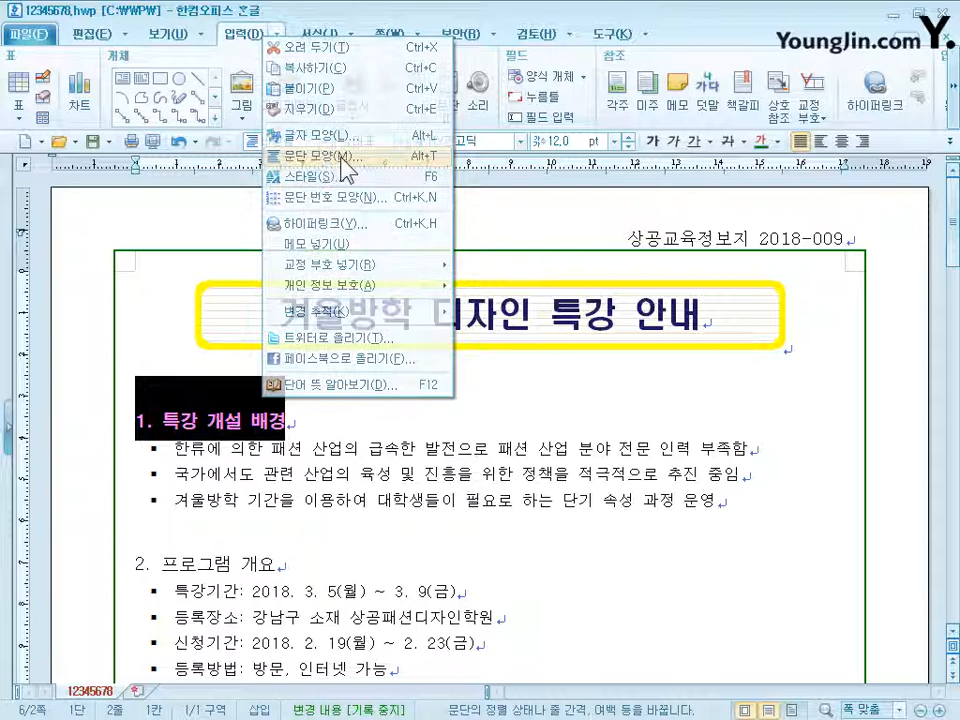 12345678.hwp [C:\WWPW] - 한컴오피스 한글
YoungJin.com Y.
파일(F) 편집(E) 보기(U) 입력(D) 서식(J) 쪽(W) 보안(R) 검토(H) 도구(K)
표 개체 필드 참조
표 차트 그림 소리 양식 개체 누름틀 필드 입력 각주 미주 메모 덧말 책갈피 상호 참조 교정 부호 하이퍼링크
고딕 12.0 pt 가 가 가 가 가
오려 두기(T) Ctrl+X
복사하기(C) Ctrl+C
붙이기(P) Ctrl+V
지우기(D) Ctrl+E
글자 모양(L)... Alt+L
문단 모양(M)... Alt+T
스타일(S)... F6
문단 번호 모양(N)... Ctrl+K,N
하이퍼링크(Y)... Ctrl+K,H
메모 넣기(U)
교정 부호 넣기(R)
개인 정보 보호(A)
변경 추적(K)
트위터로 올리기(T)...
페이스북으로 올리기(F)...
단어 뜻 알아보기(D)... F12
상공교육정보지 2018-009
겨울방학 디자인 특강 안내
1. 특강 개설 배경
▪ 한류에 의한 패션 산업의 급속한 발전으로 패션 산업 분야 전문 인력 부족함
▪ 국가에서도 관련 산업의 육성 및 진흥을 위한 정책을 적극적으로 추진 중임
▪ 겨울방학 기간을 이용하여 대학생들이 필요로 하는 단기 속성 과정 운영
2. 프로그램 개요
▪ 특강기간: 2018. 3. 5(월) ~ 3. 9(금)
▪ 등록장소: 강남구 소재 상공패션디자인학원
▪ 신청기간: 2018. 2. 19(월) ~ 2. 23(금)
▪ 등록방법: 방문, 인터넷 가능
12345678
6/2쪽 1단 2줄 1칸 1/1 구역 삽입 변경 내용 [기록 중지] 문단의 정렬 상태나 줄 간격, 여백 등을 바꿉니다. 폭 맞춤